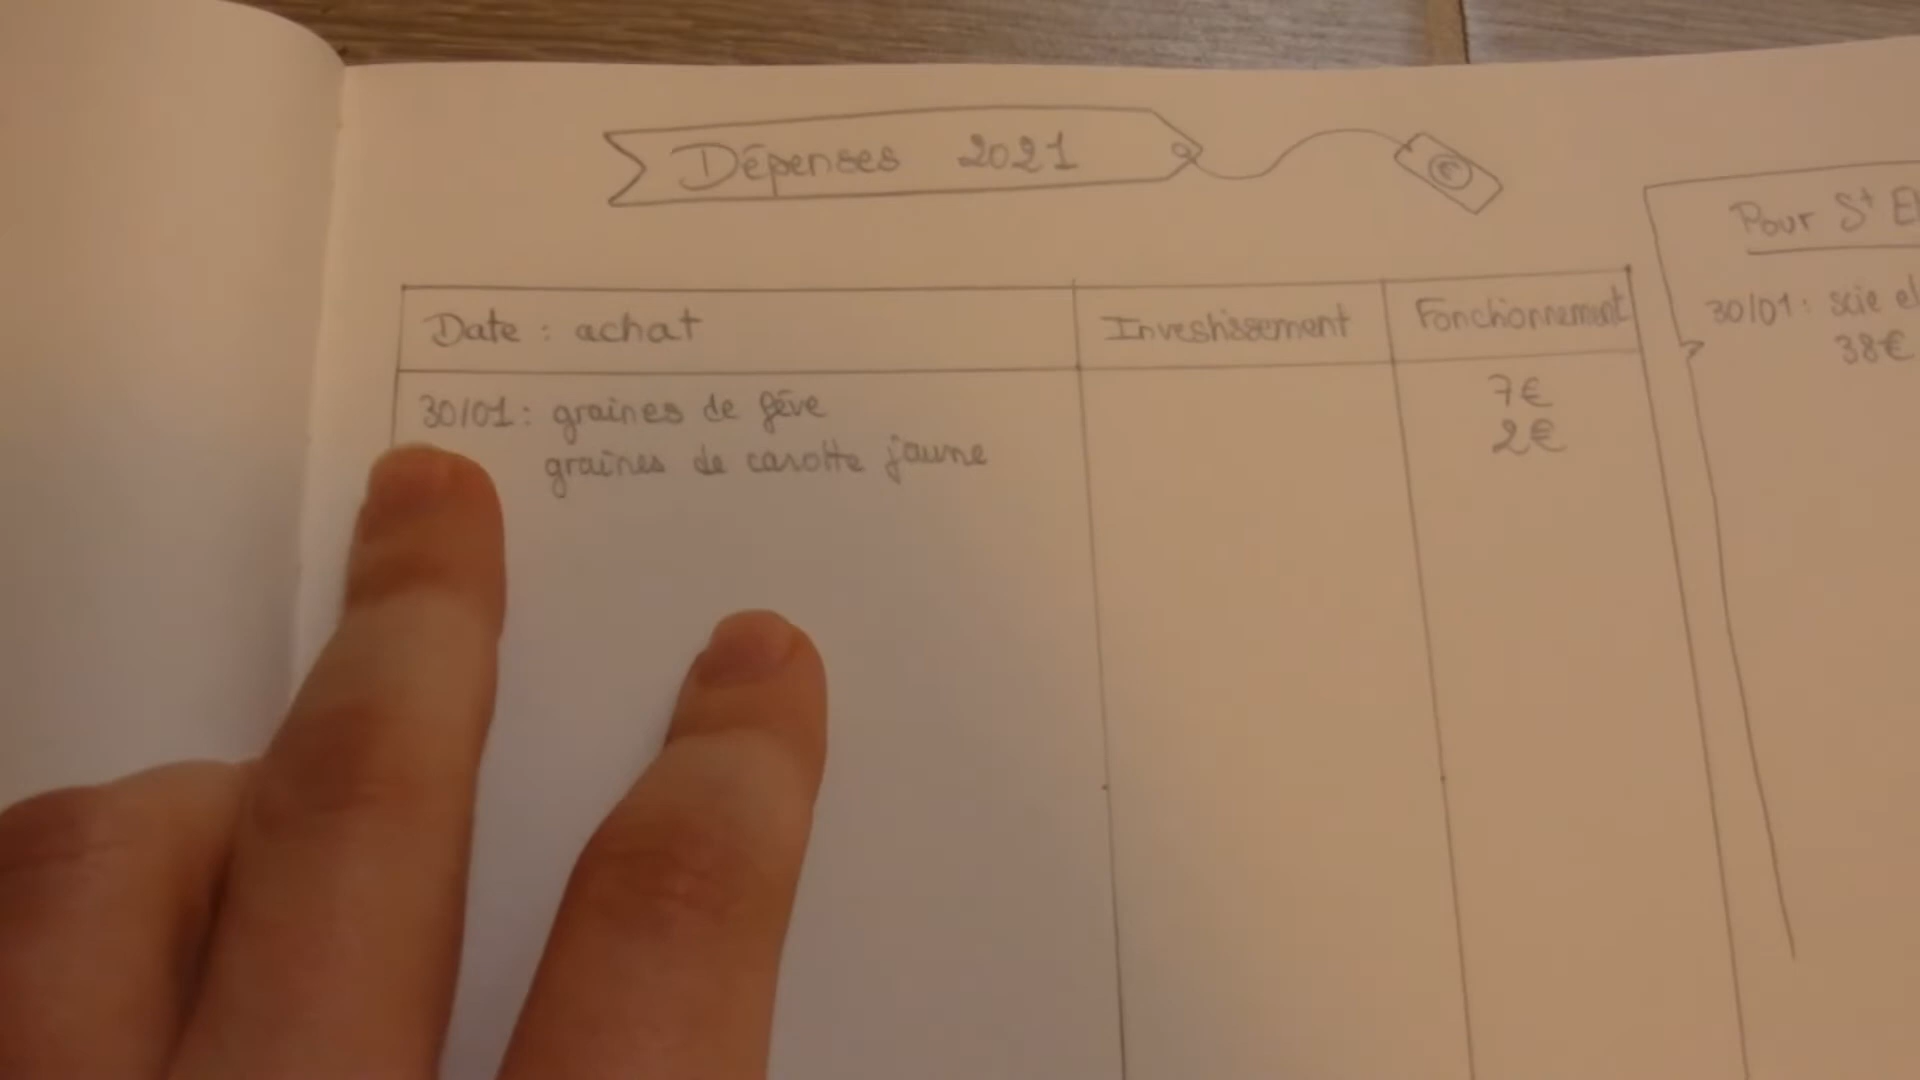 Dépenses 2021
€
Date : achat
Investissement
Fonctionnement
30/01 : graines de fêve
7€
graines de carotte jaune
2€
Pour St
30/01 : scie
38€